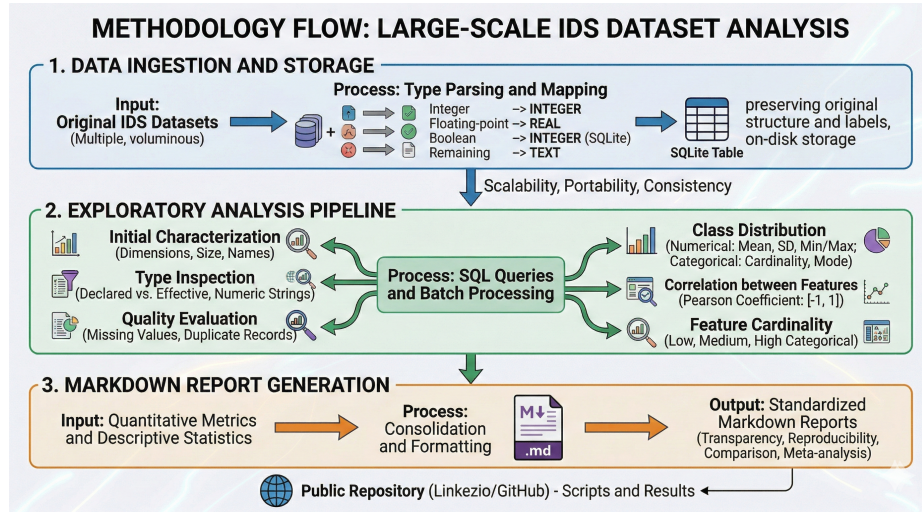 METHODOLOGY FLOW: LARGE-SCALE IDS DATASET ANALYSIS
1. DATA INGESTION AND STORAGE
Input:
Original IDS Datasets
(Multiple, voluminous)
Process: Type Parsing and Mapping
Integer -> INTEGER
Floating-point -> REAL
Boolean -> INTEGER (SQLite)
Remaining -> TEXT
SQLite Table
preserving original
structure and labels,
on-disk storage
Scalability, Portability, Consistency
2. EXPLORATORY ANALYSIS PIPELINE
Initial Characterization
(Dimensions, Size, Names)
Type Inspection
(Declared vs. Effective, Numeric Strings)
Quality Evaluation
(Missing Values, Duplicate Records)
Process: SQL Queries
and Batch Processing
Class Distribution
(Numerical: Mean, SD, Min/Max;
Categorical: Cardinality, Mode)
Correlation between Features
(Pearson Coefficient: [-1, 1])
Feature Cardinality
(Low, Medium, High Categorical)
3. MARKDOWN REPORT GENERATION
Input: Quantitative Metrics
and Descriptive Statistics
Process:
Consolidation
and Formatting
M↓
.md
Output: Standardized
Markdown Reports
(Transparency, Reproducibility,
Comparison, Meta-analysis)
Public Repository (Linkezio/GitHub) - Scripts and Results